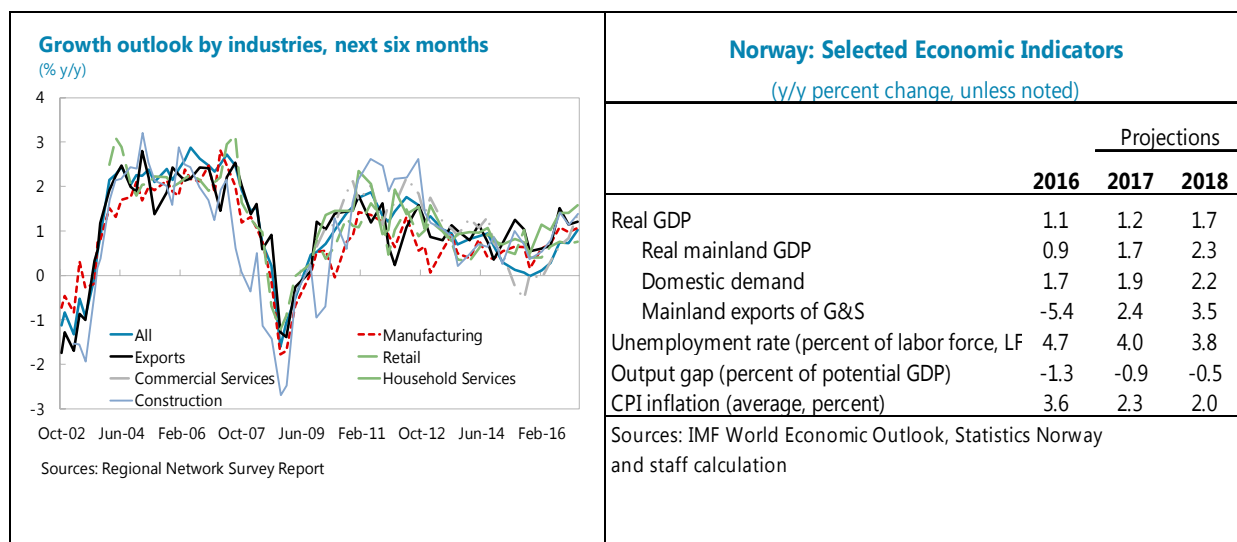 Growth outlook by industries, next six months
(% y/y)
4
3
2
1
0
-1
-2
-3
All
Manufacturing
Exports
Retail
Commercial Services
Household Services
Construction
Oct-02 Jun-04 Feb-06 Oct-07 Jun-09 Feb-11 Oct-12 Jun-14 Feb-16
Sources: Regional Network Survey Report
Norway: Selected Economic Indicators
(y/y percent change, unless noted)
Projections
2016 2017 2018
Real GDP 1.1 1.2 1.7
Real mainland GDP 0.9 1.7 2.3
Domestic demand 1.7 1.9 2.2
Mainland exports of G&S -5.4 2.4 3.5
Unemployment rate (percent of labor force, LF 4.7 4.0 3.8
Output gap (percent of potential GDP) -1.3 -0.9 -0.5
CPI inflation (average, percent) 3.6 2.3 2.0
Sources: IMF World Economic Outlook, Statistics Norway
and staff calculation